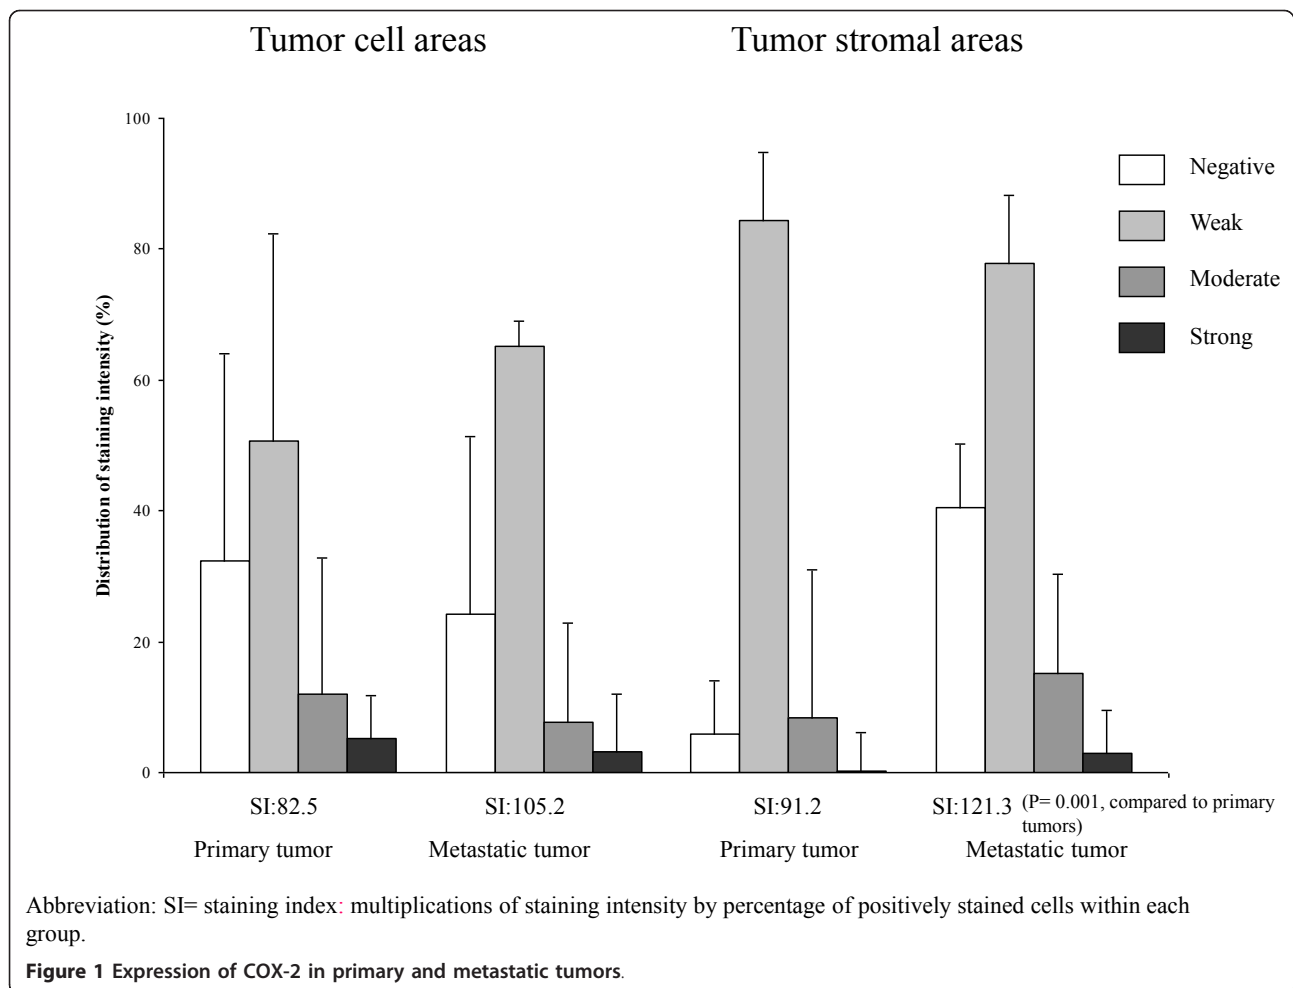 Tumor cell areas
Tumor stromal areas
Distribution of staining intensity (%)
100
80
60
40
20
0
Negative
Weak
Moderate
Strong
SI:82.5
SI:105.2
SI:91.2
SI:121.3 (P= 0.001, compared to primary
tumors)
Primary tumor
Metastatic tumor
Primary tumor
Metastatic tumor
Abbreviation: SI= staining index: multiplications of staining intensity by percentage of positively stained cells within each
group.
Figure 1 Expression of COX-2 in primary and metastatic tumors.